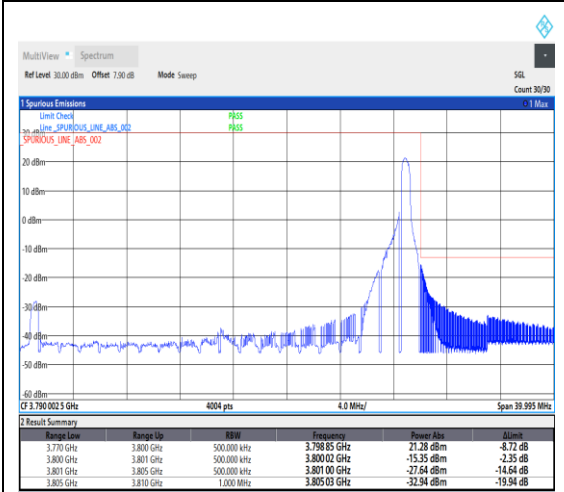 MultiView Spectrum
Ref Level 30.00 dBm Offset 7.90 dB Mode Sweep SGL
Count 30/30
1 Spurious Emissions 1 Max
Limit Check PASS
Line _SPURIOUS_LINE_ABS_002 PASS
_SPURIOUS_LINE_ABS_002
20 dBm
10 dBm
0 dBm
-10 dBm
-20 dBm
-30 dBm
-40 dBm
-50 dBm
-60 dBm
CF 3.790 002 5 GHz 4004 pts 4.0 MHz/ Span 39.995 MHz
2 Result Summary
Range Low Range Up RBW Frequency Power Abs ΔLimit
3.770 GHz 3.800 GHz 500.000 kHz 3.798 85 GHz 21.28 dBm -8.72 dB
3.800 GHz 3.801 GHz 500.000 kHz 3.800 02 GHz -15.35 dBm -2.35 dB
3.801 GHz 3.805 GHz 500.000 kHz 3.801 00 GHz -27.64 dBm -14.64 dB
3.805 GHz 3.810 GHz 1.000 MHz 3.805 03 GHz -32.94 dBm -19.94 dB